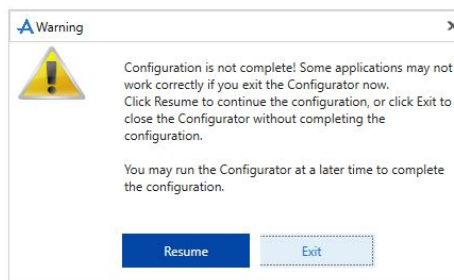 Warning
Configuration is not complete! Some applications may not
work correctly if you exit the Configurator now.
Click Resume to continue the configuration, or click Exit to
close the Configurator without completing the
configuration.
You may run the Configurator at a later time to complete
the configuration.
Resume
Exit